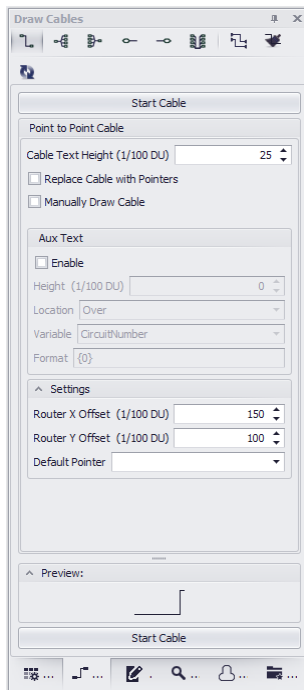 Draw Cables
Start Cable
Point to Point Cable
Cable Text Height (1/100 DU) 25
Replace Cable with Pointers
Manually Draw Cable
Aux Text
Enable
Height (1/100 DU) 0
Location Over
Variable CircuitNumber
Format {0}
Settings
Router X Offset (1/100 DU) 150
Router Y Offset (1/100 DU) 100
Default Pointer
Preview:
Start Cable
... ... . ... ... ...